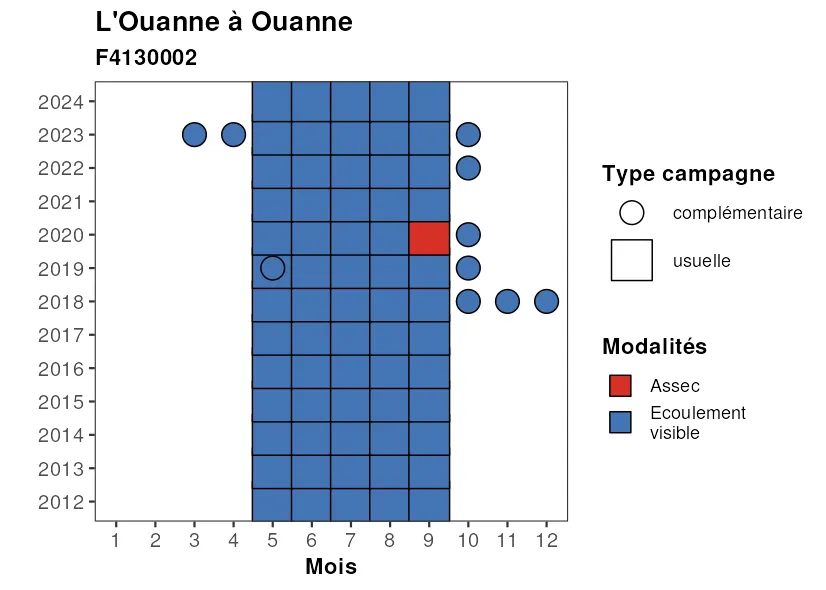 L'Ouanne à Ouanne
F4130002
2024
2023
2022
2021
2020
2019
2018
2017
2016
2015
2014
2013
2012
1 2 3 4 5 6 7 8 9 10 11 12
Mois
Type campagne
complémentaire
usuelle
Modalités
Assec
Ecoulement
visible